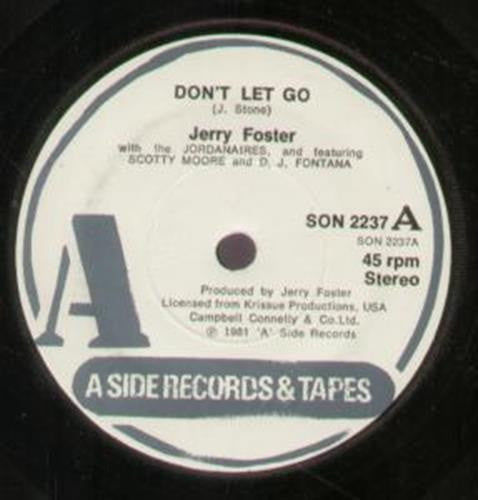 DON'T LET GO
(J. Stone)
Jerry Foster
with the JORDANAIRES, and featuring
SCOTTY MOORE and D. J. FONTANA
SON 2237 A
SON 2237A
45 rpm
Stereo
A
Produced by Jerry Foster
Licensed from Krissue Productions, USA
Campbell Connelly & Co.Ltd.
℗ 1981 'A' Side Records
A SIDE RECORDS & TAPES